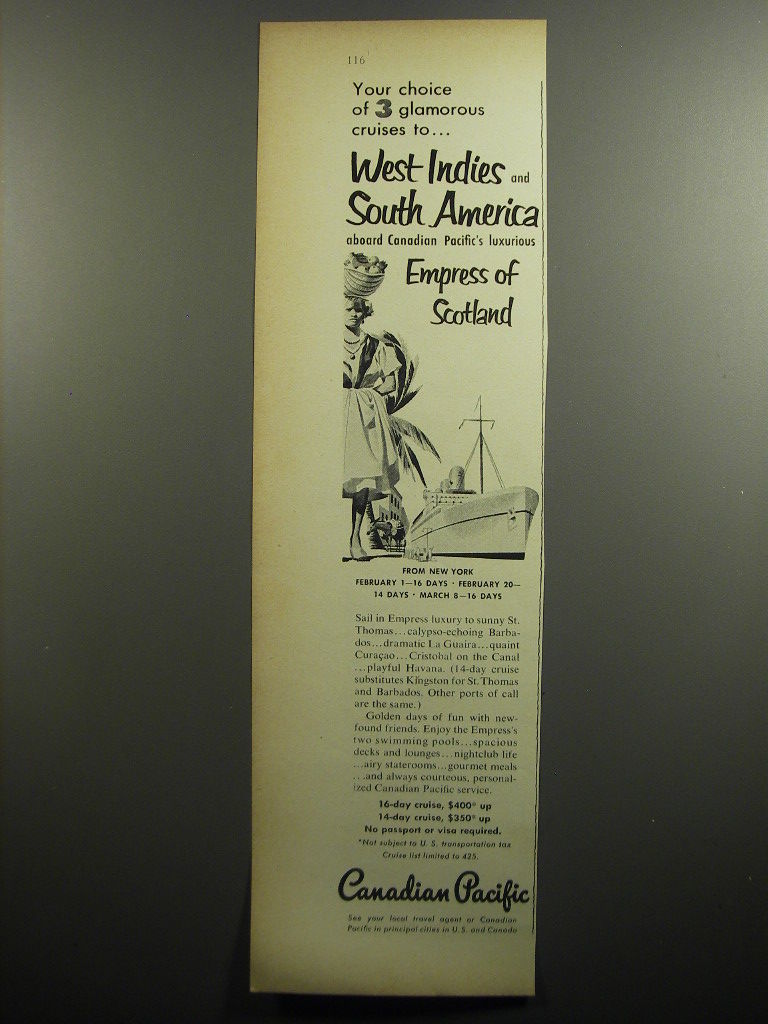 116
Your choice
of 3 glamorous
cruises to...
West Indies and
South America
aboard Canadian Pacific's luxurious
Empress of
Scotland
FROM NEW YORK
FEBRUARY 1—16 DAYS · FEBRUARY 20—
14 DAYS · MARCH 8—16 DAYS
Sail in Empress luxury to sunny St.
Thomas...calypso-echoing Barba-
dos...dramatic La Guaira...quaint
Curaçao...Cristobal on the Canal
...playful Havana. (14-day cruise
substitutes Kingston for St. Thomas
and Barbados. Other ports of call
are the same.)
Golden days of fun with new-
found friends. Enjoy the Empress's
two swimming pools...spacious
decks and lounges...nightclub life
...airy staterooms...gourmet meals
...and always courteous, personal-
ized Canadian Pacific service.
16-day cruise, $400* up
14-day cruise, $350* up
No passport or visa required.
*Not subject to U. S. transportation tax
Cruise list limited to 425.
Canadian Pacific
See your local travel agent or Canadian
Pacific in principal cities in U. S. and Canada